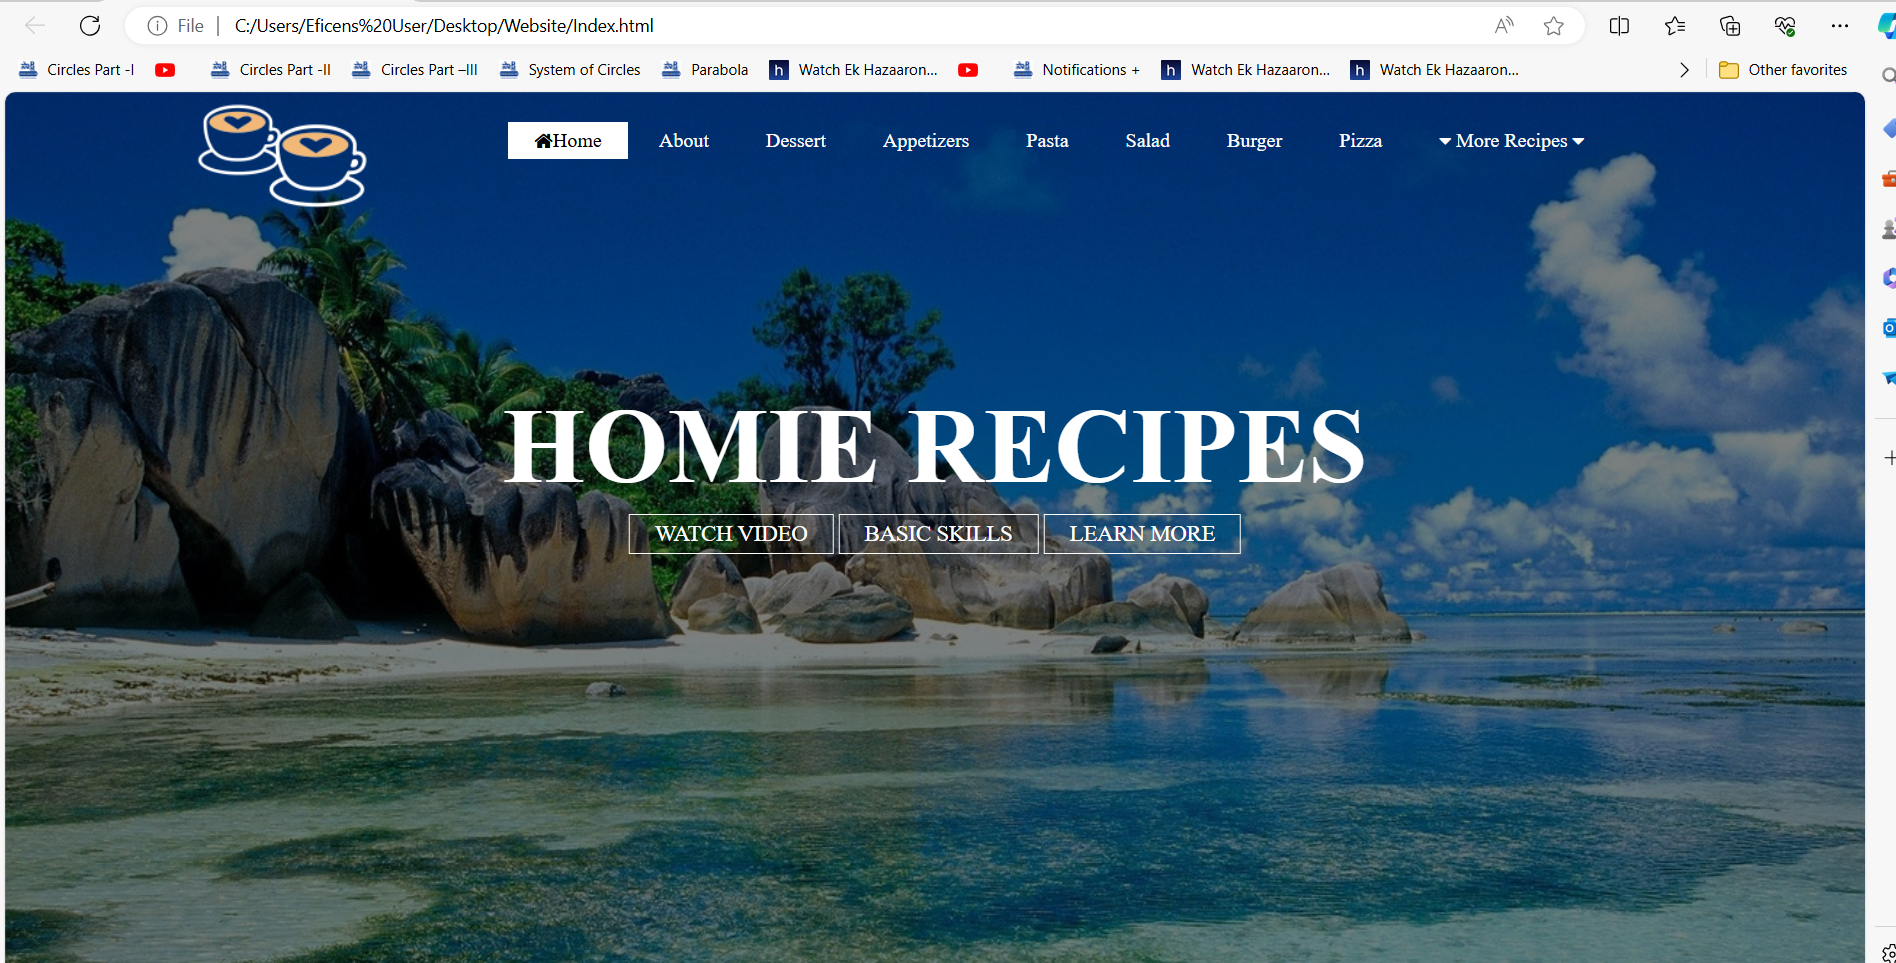 File C:/Users/Eficens%20User/Desktop/Website/Index.html
Circles Part -I Circles Part -II Circles Part –III System of Circles Parabola Watch Ek Hazaaron... Notifications + Watch Ek Hazaaron... Watch Ek Hazaaron... Other favorites
Home About Dessert Appetizers Pasta Salad Burger Pizza More Recipes
HOMIE RECIPES
WATCH VIDEO BASIC SKILLS LEARN MORE